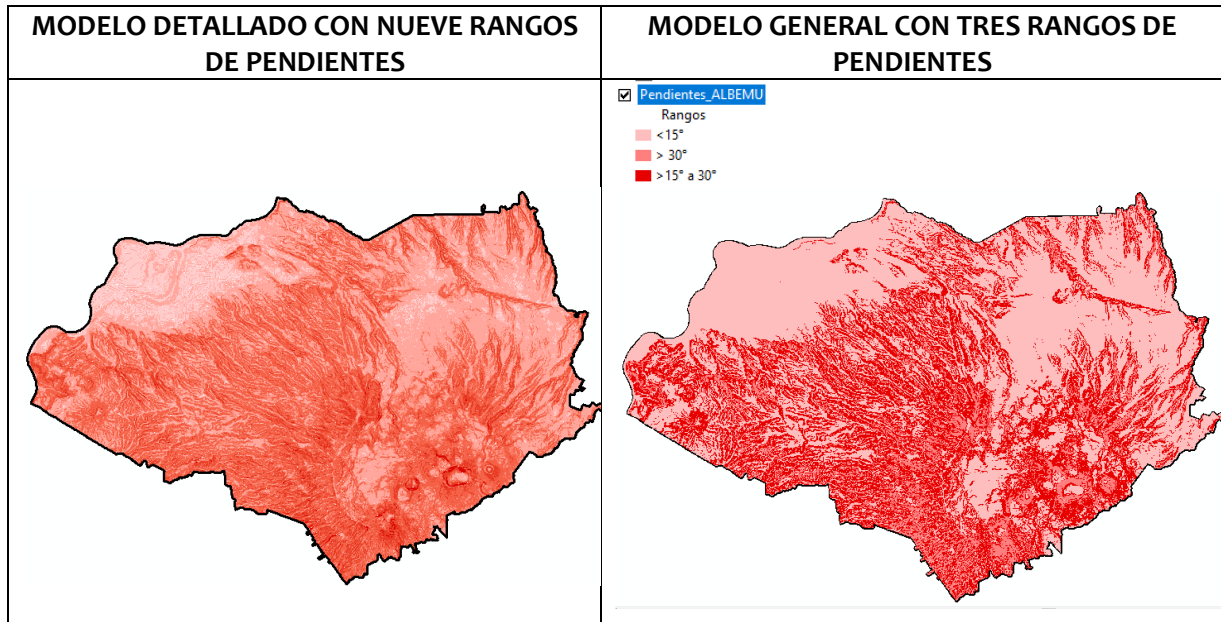 MODELO DETALLADO CON NUEVE RANGOS
DE PENDIENTES
MODELO GENERAL CON TRES RANGOS DE
PENDIENTES
Pendientes_ALBEMU
Rangos
<15°
> 30°
>15° a 30°